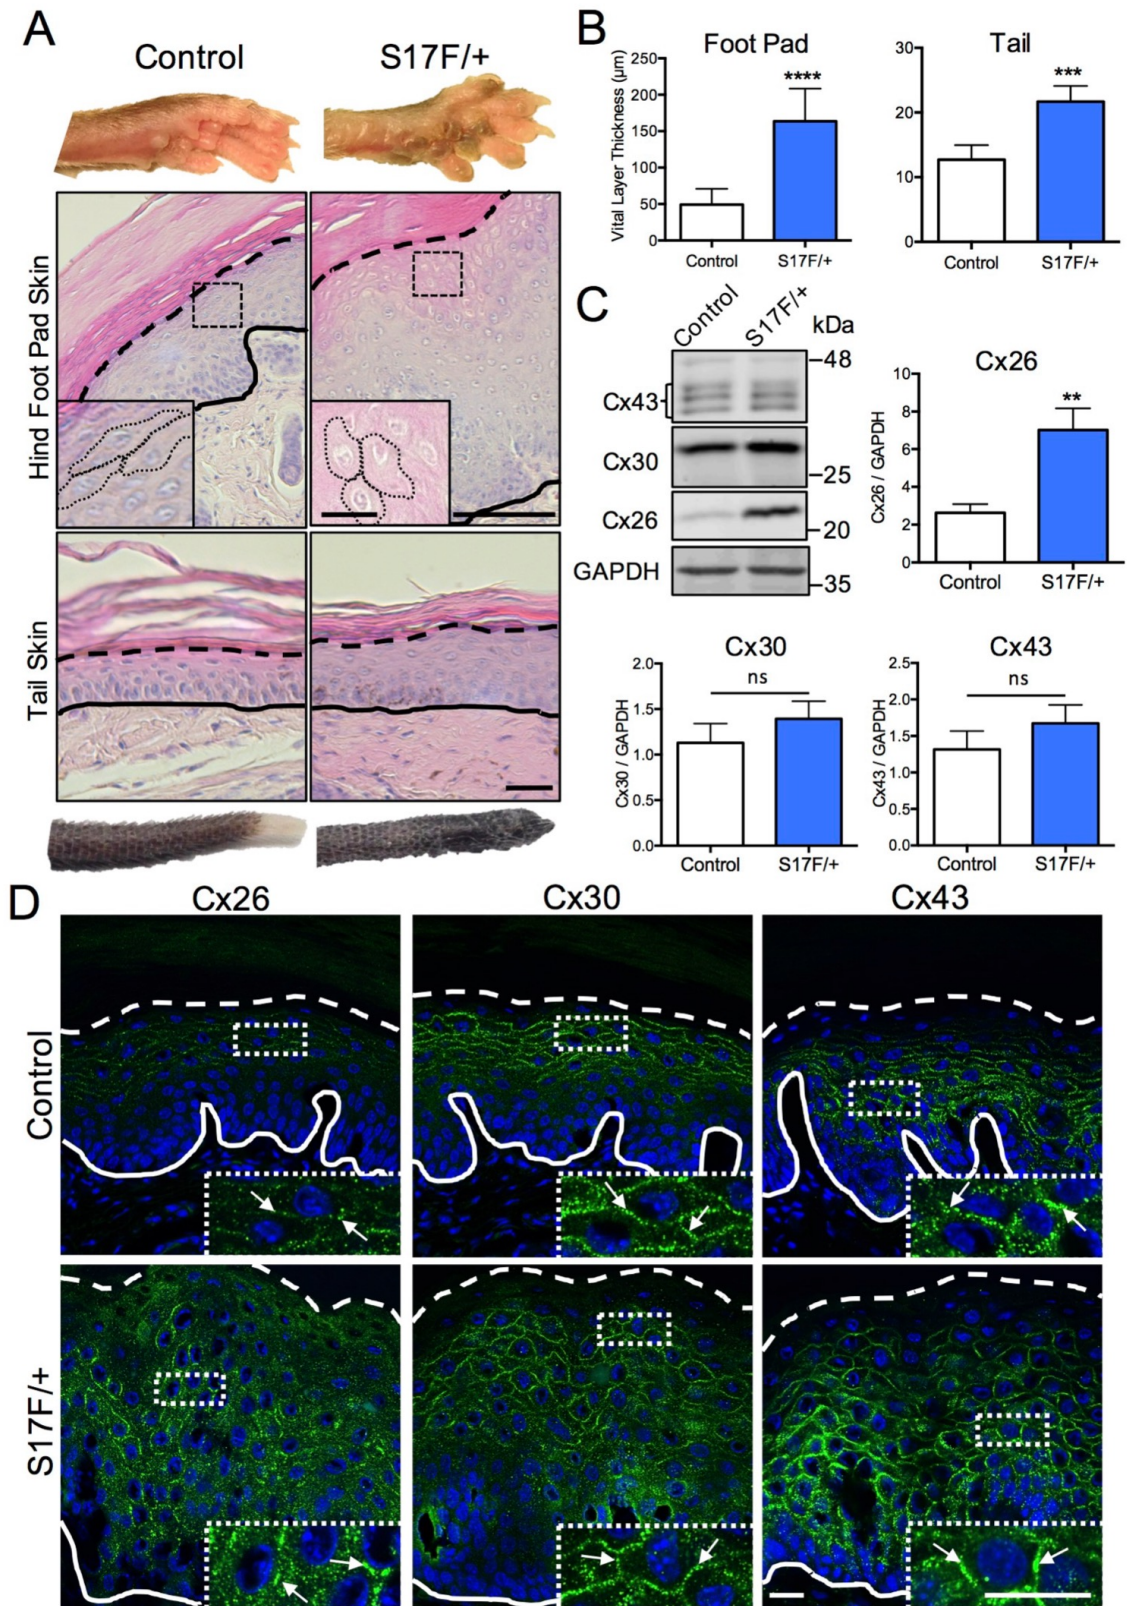 A
Control
S17F/+
Hind Foot Pad Skin
Tail Skin
B
Foot Pad
Vital Layer Thickness (µm)
250
200
150
100
50
0
****
Control
S17F/+
Tail
30
20
10
0
***
Control
S17F/+
C
Control
S17F/+
kDa
48
Cx43
Cx30
25
Cx26
20
GAPDH
35
Cx26
Cx26 / GAPDH
10
8
6
4
2
0
**
Control
S17F/+
Cx30
Cx30 / GAPDH
2.0
1.5
1.0
0.5
0.0
ns
Control
S17F/+
Cx43
Cx43 / GAPDH
2.5
2.0
1.5
1.0
0.5
0.0
ns
Control
S17F/+
D
Cx26
Cx30
Cx43
Control
S17F/+